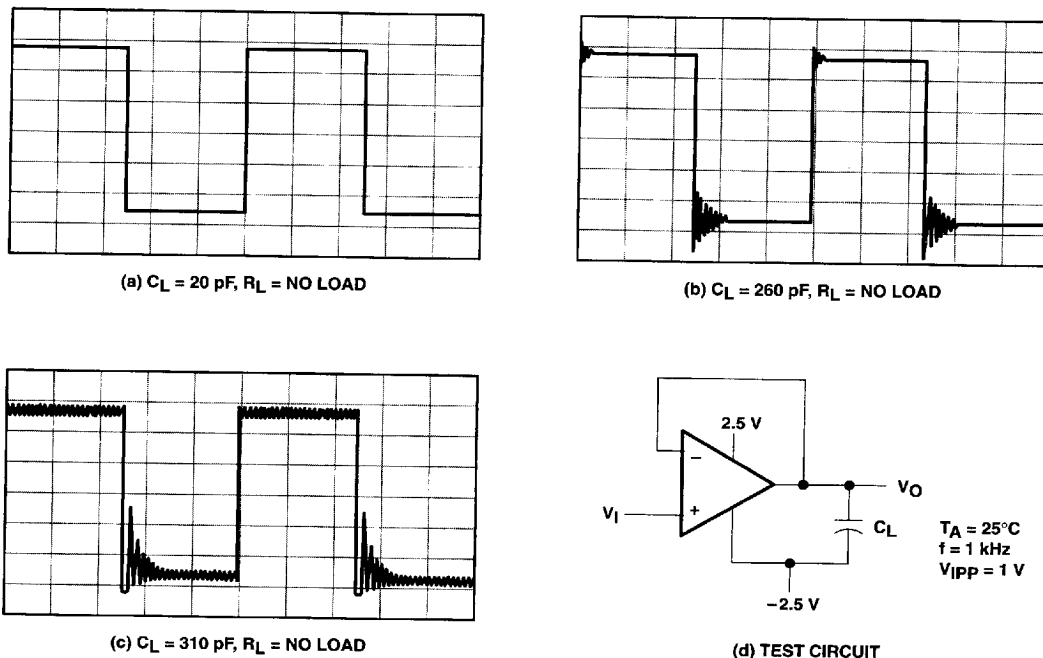 (a) CL = 20 pF, RL = NO LOAD
(b) CL = 260 pF, RL = NO LOAD
(c) CL = 310 pF, RL = NO LOAD
2.5 V
−
+
VI
VO
CL
−2.5 V
TA = 25°C
f = 1 kHz
VIPP = 1 V
(d) TEST CIRCUIT